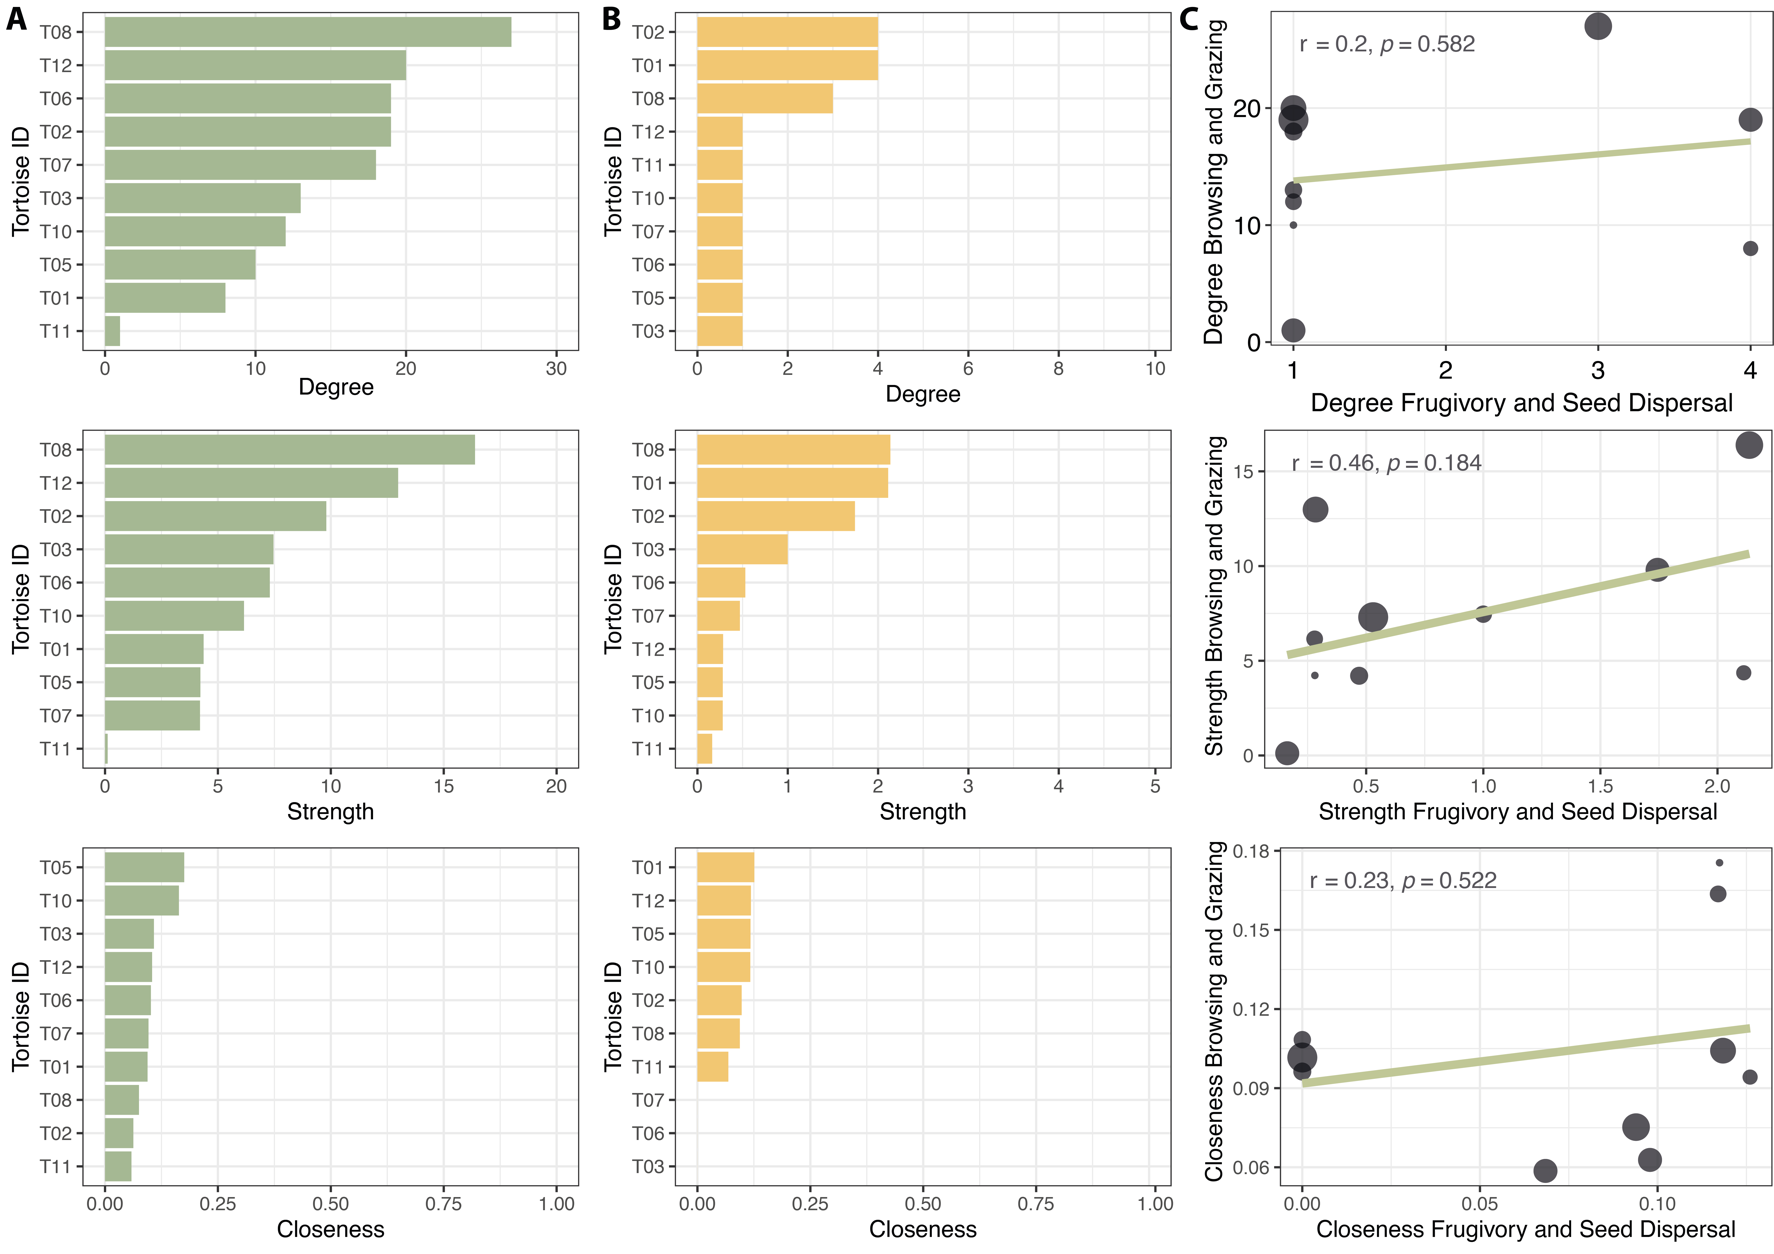 A
T08
T12
T06
T02
T07
T03
T10
T05
T01
T11
Tortoise ID
0 10 20 30
Degree
B
T02
T01
T08
T12
T11
T10
T07
T06
T05
T03
Tortoise ID
0 2 4 6 8 10
Degree
C
r = 0.2, p = 0.582
20
10
0
Degree Browsing and Grazing
1 2 3 4
Degree Frugivory and Seed Dispersal
T08
T12
T02
T03
T06
T10
T01
T05
T07
T11
Tortoise ID
0 5 10 15 20
Strength
T08
T01
T02
T03
T06
T07
T12
T05
T10
T11
Tortoise ID
0 1 2 3 4 5
Strength
r = 0.46, p = 0.184
15
10
5
0
Strength Browsing and Grazing
0.5 1.0 1.5 2.0
Strength Frugivory and Seed Dispersal
T05
T10
T03
T12
T06
T07
T01
T08
T02
T11
Tortoise ID
0.00 0.25 0.50 0.75 1.00
Closeness
T01
T12
T05
T10
T02
T08
T11
T07
T06
T03
Tortoise ID
0.00 0.25 0.50 0.75 1.00
Closeness
r = 0.23, p = 0.522
0.18
0.15
0.12
0.09
0.06
Closeness Browsing and Grazing
0.00 0.05 0.10
Closeness Frugivory and Seed Dispersal